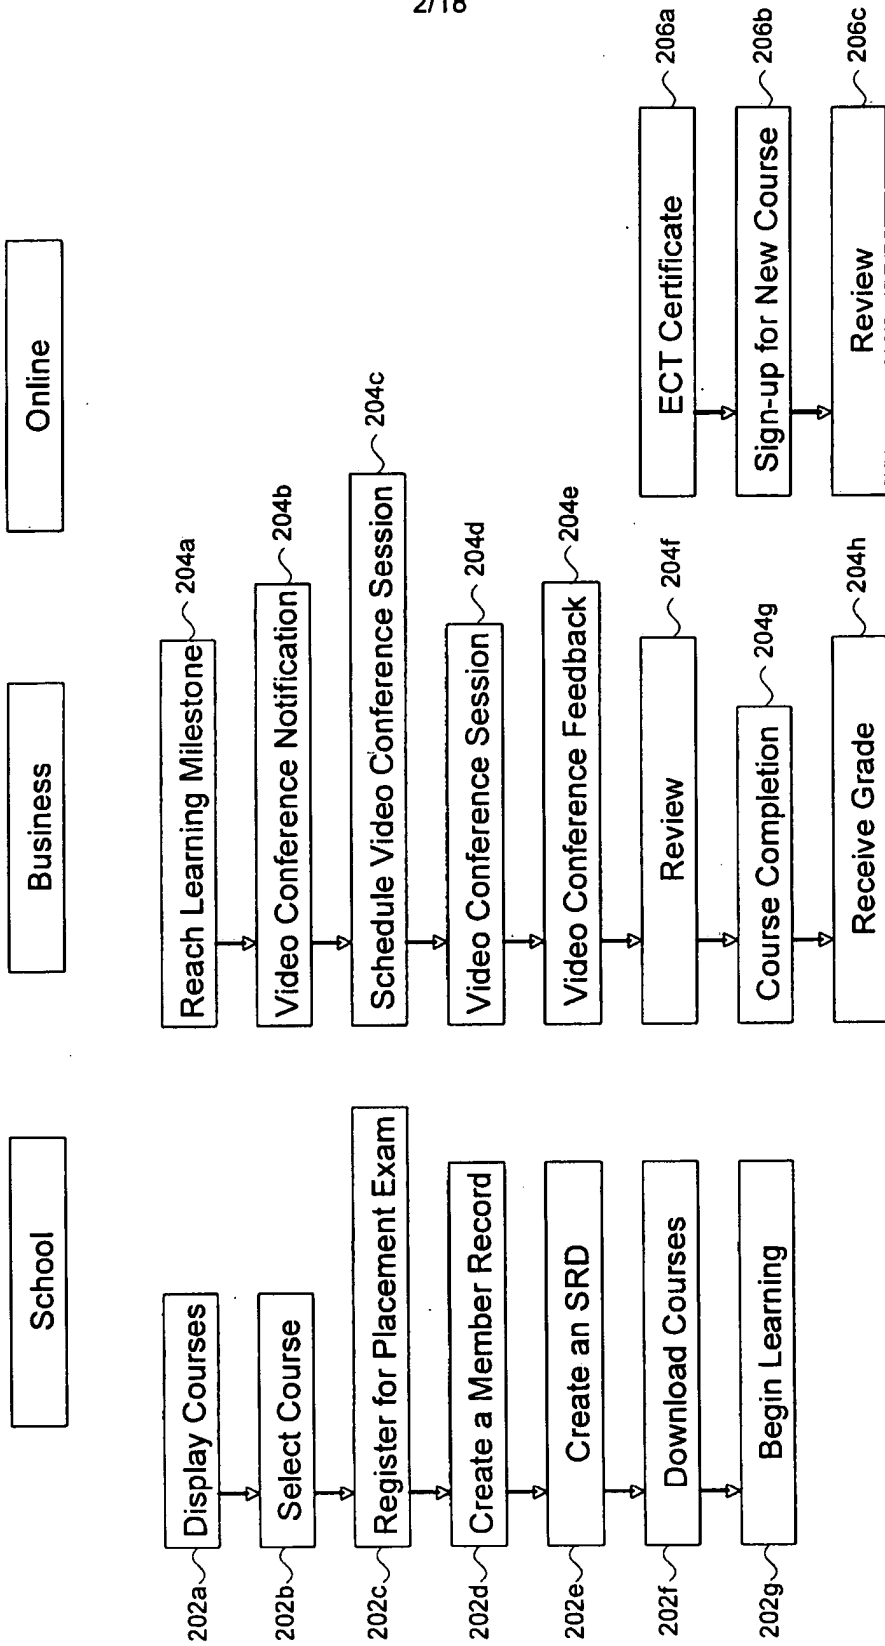 2/18
School
Business
Online
202a
Display Courses
202b
Select Course
202c
Register for Placement Exam
202d
Create a Member Record
202e
Create an SRD
202f
Download Courses
202g
Begin Learning
Reach Learning Milestone
204a
Video Conference Notification
204b
Schedule Video Conference Session
204c
Video Conference Session
204d
Video Conference Feedback
204e
Review
204f
Course Completion
204g
Receive Grade
204h
ECT Certificate
206a
Sign-up for New Course
206b
Review
206c